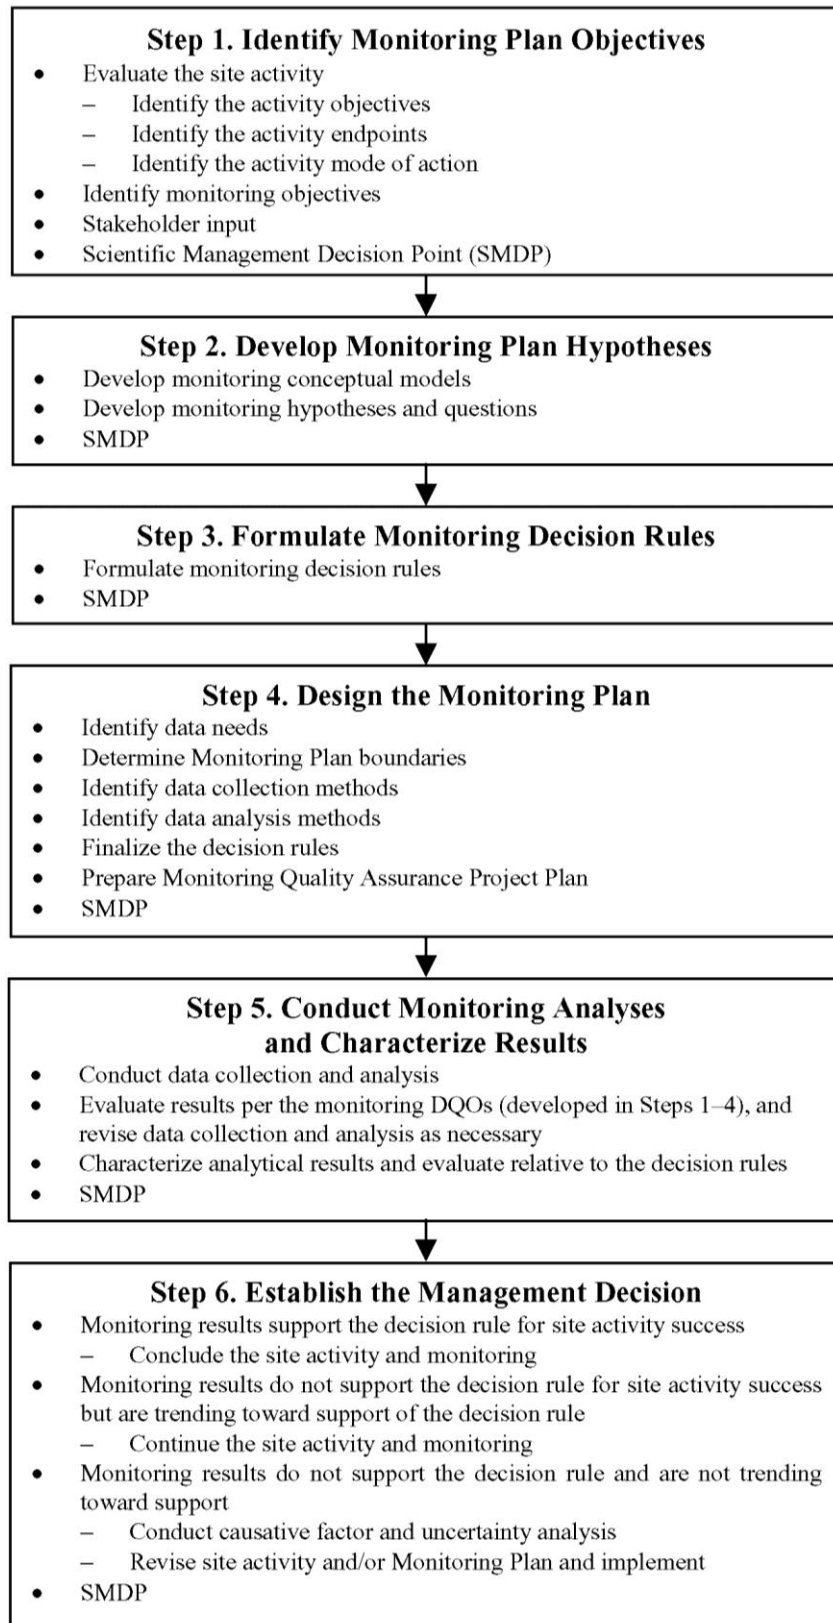 Step 1. Identify Monitoring Plan Objectives
• Evaluate the site activity
– Identify the activity objectives
– Identify the activity endpoints
– Identify the activity mode of action
• Identify monitoring objectives
• Stakeholder input
• Scientific Management Decision Point (SMDP)
Step 2. Develop Monitoring Plan Hypotheses
• Develop monitoring conceptual models
• Develop monitoring hypotheses and questions
• SMDP
Step 3. Formulate Monitoring Decision Rules
• Formulate monitoring decision rules
• SMDP
Step 4. Design the Monitoring Plan
• Identify data needs
• Determine Monitoring Plan boundaries
• Identify data collection methods
• Identify data analysis methods
• Finalize the decision rules
• Prepare Monitoring Quality Assurance Project Plan
• SMDP
Step 5. Conduct Monitoring Analyses
and Characterize Results
• Conduct data collection and analysis
• Evaluate results per the monitoring DQOs (developed in Steps 1–4), and
revise data collection and analysis as necessary
• Characterize analytical results and evaluate relative to the decision rules
• SMDP
Step 6. Establish the Management Decision
• Monitoring results support the decision rule for site activity success
– Conclude the site activity and monitoring
• Monitoring results do not support the decision rule for site activity success
but are trending toward support of the decision rule
– Continue the site activity and monitoring
• Monitoring results do not support the decision rule and are not trending
toward support
– Conduct causative factor and uncertainty analysis
– Revise site activity and/or Monitoring Plan and implement
• SMDP